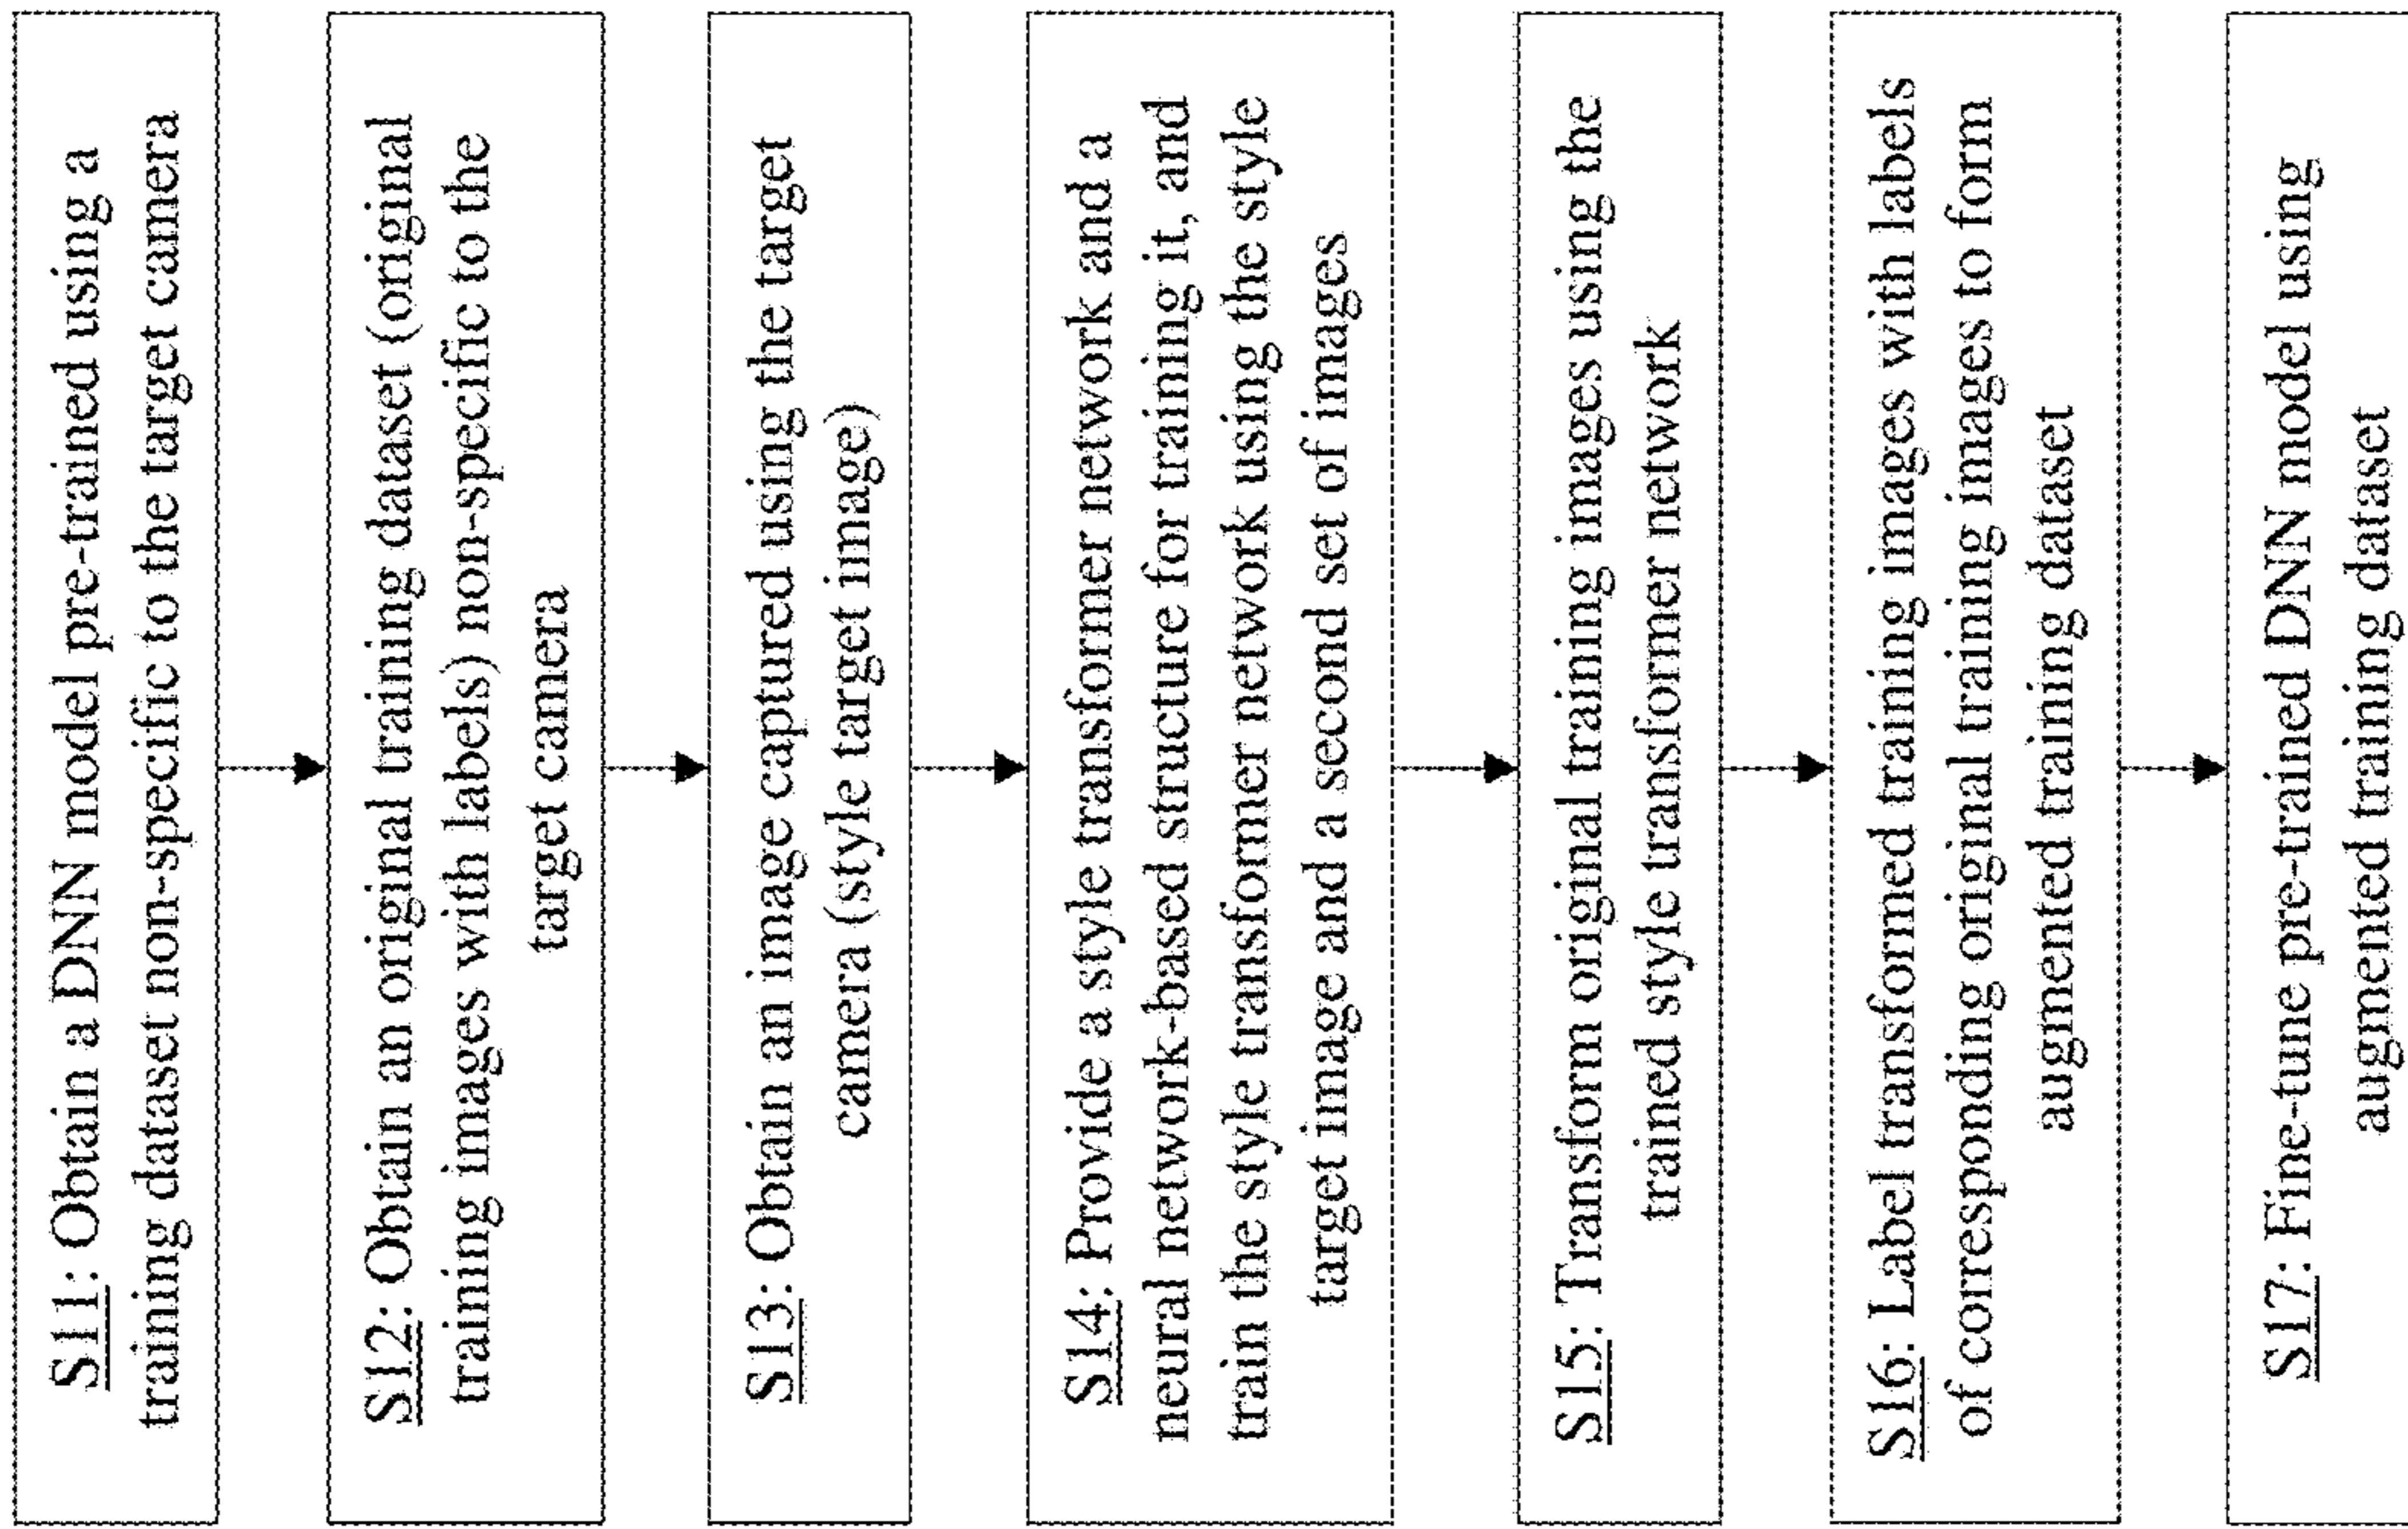 S11: Obtain a DNN model pre-trained using a
training dataset non-specific to the target camera
S12: Obtain an original training dataset (original
training images with labels) non-specific to the
target camera
S13: Obtain an image captured using the target
camera (style target image)
S14: Provide a style transformer network and a
neural network-based structure for training it, and
train the style transformer network using the style
target image and a second set of images
S15: Transform original training images using the
trained style transformer network
S16: Label transformed training images with labels
of corresponding original training images to form
augmented training dataset
S17: Fine-tune pre-trained DNN model using
augmented training dataset